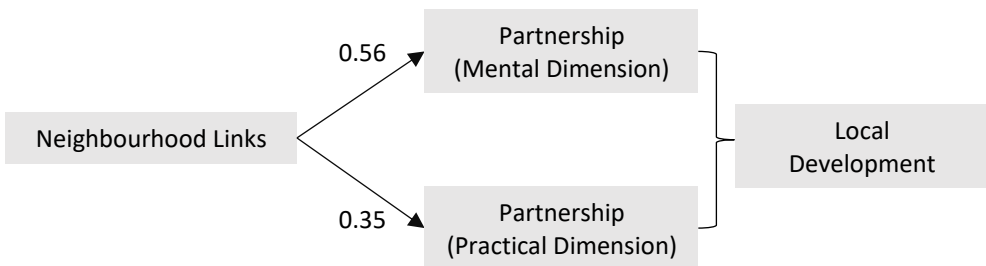 Partnership
(Mental Dimension)
0.56
Neighbourhood Links
Local
Development
0.35
Partnership
(Practical Dimension)